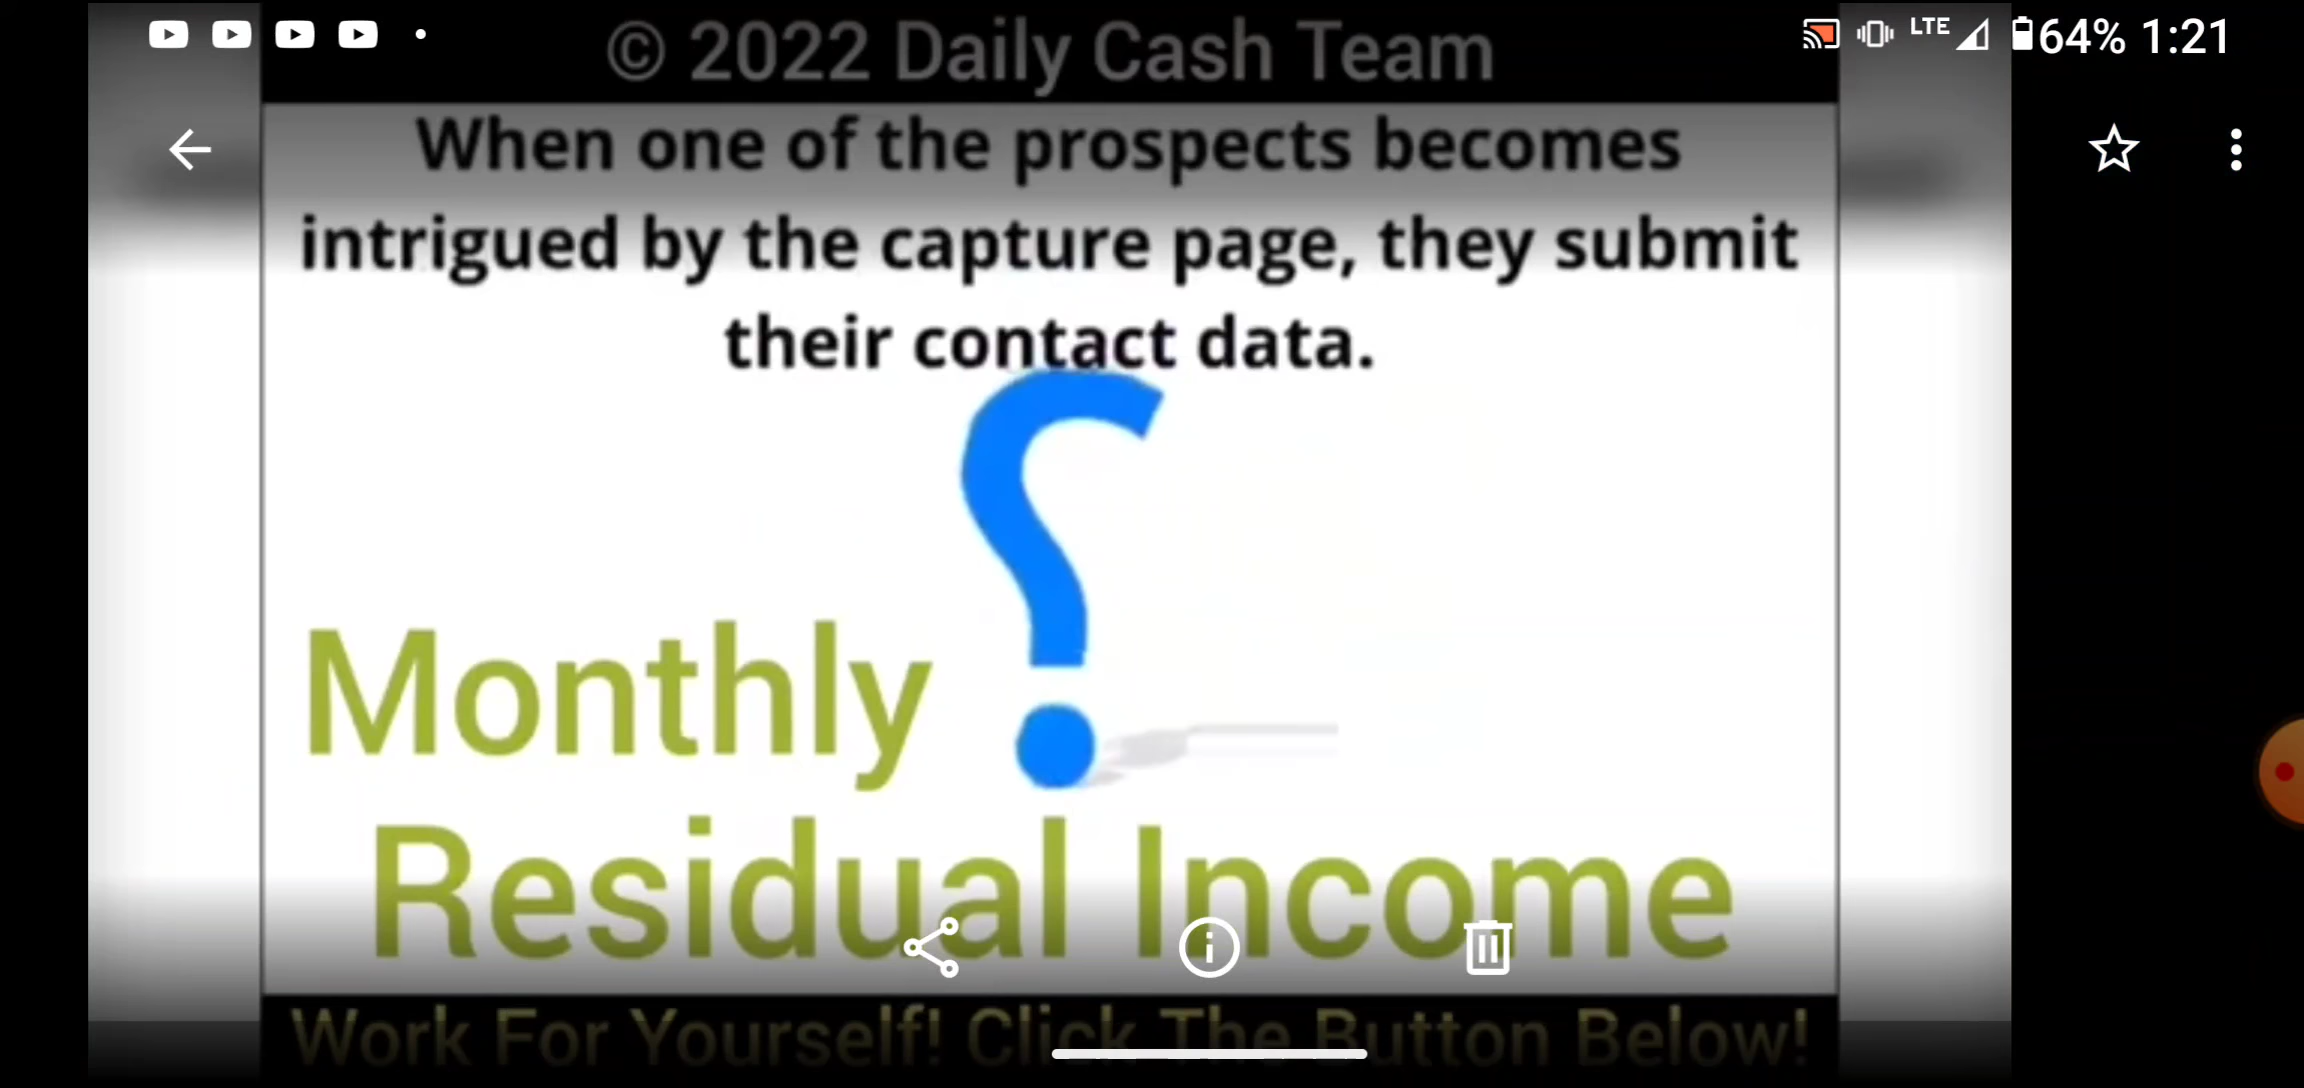 LTE 64% 1:21
© 2022 Daily Cash Team
When one of the prospects becomes
intrigued by the capture page, they submit
their contact data.
Monthly
Residual Income
Work For Yourself! Click The Button Below!